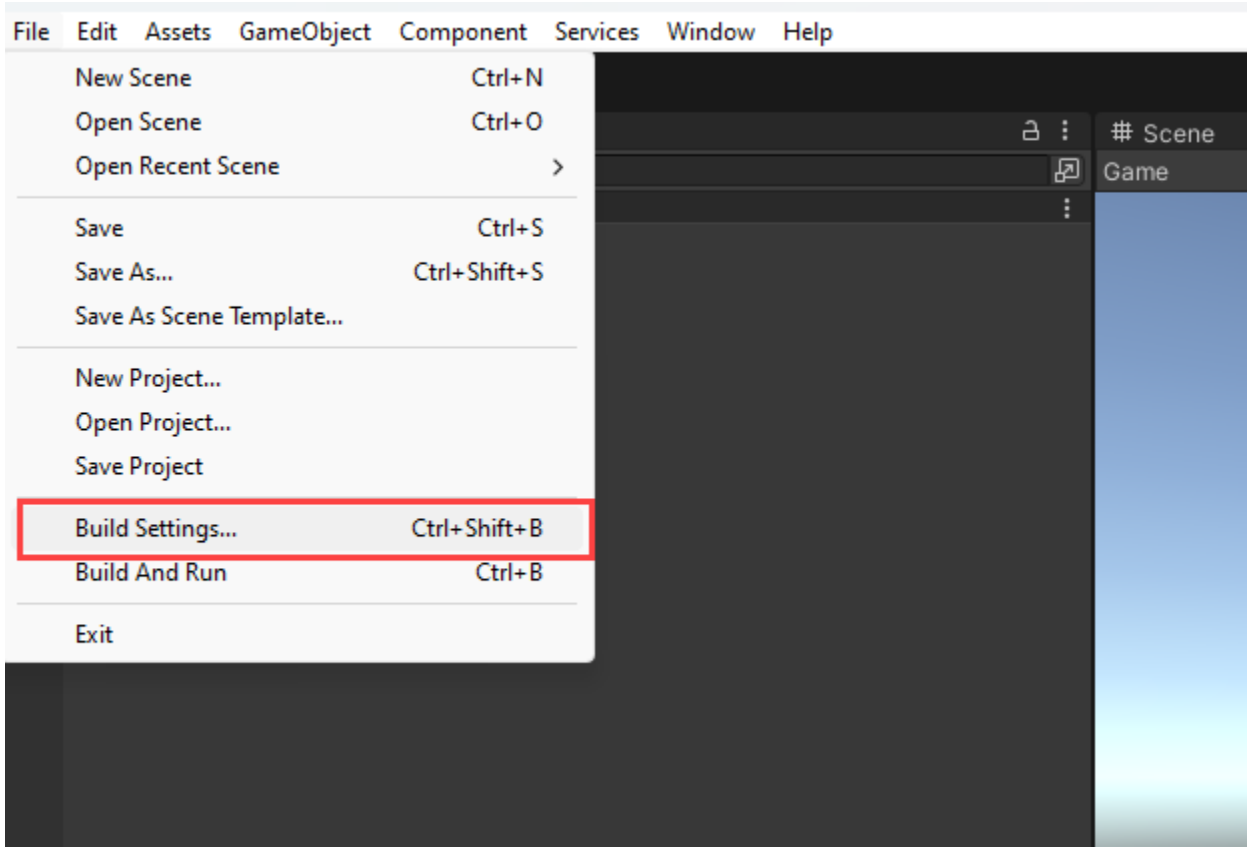 File Edit Assets GameObject Component Services Window Help
New Scene Ctrl+N
Open Scene Ctrl+O
Open Recent Scene
Save Ctrl+S
Save As... Ctrl+Shift+S
Save As Scene Template...
New Project...
Open Project...
Save Project
Build Settings... Ctrl+Shift+B
Build And Run Ctrl+B
Exit
# Scene
Game